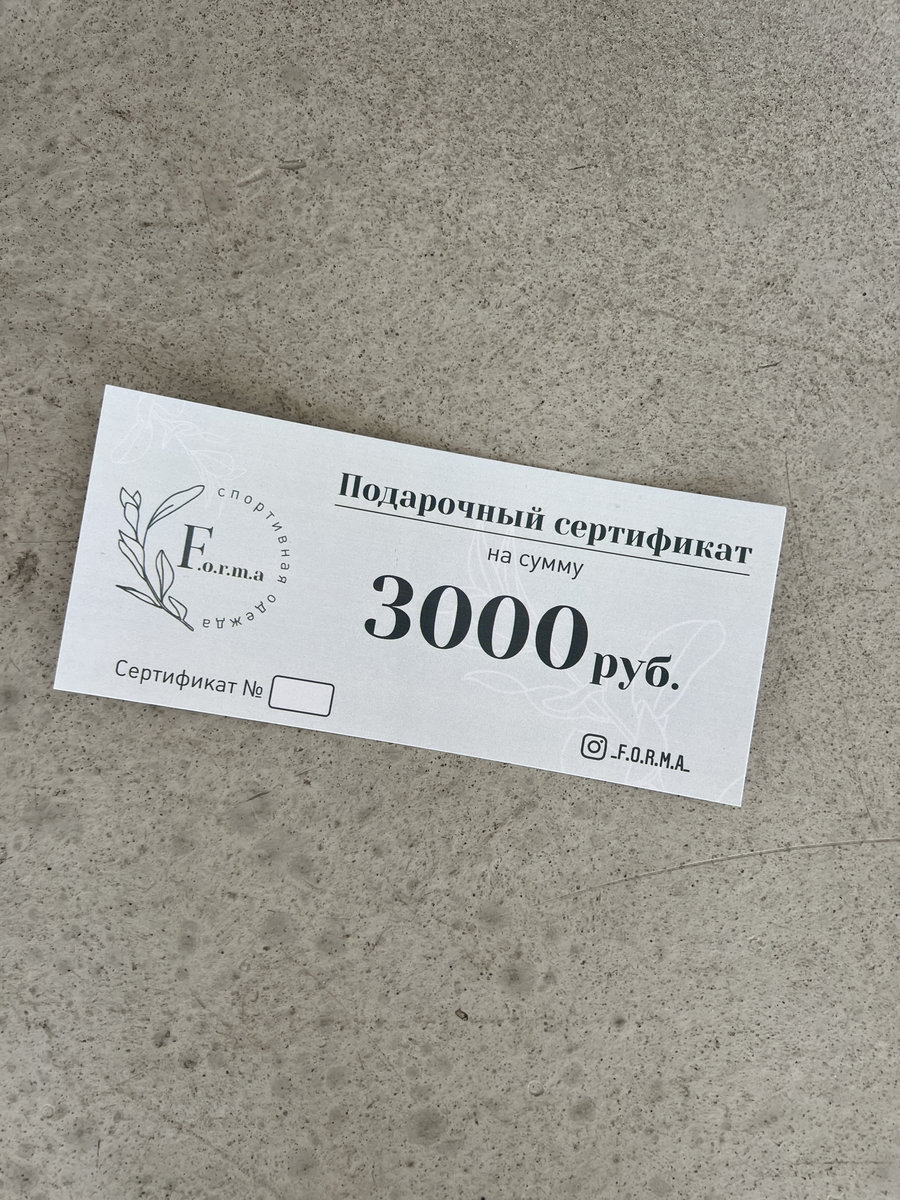 спортивная одежда
F.o.r.m.a
Сертификат №
Подарочный сертификат
на сумму
3000 руб.
_F.O.R.M.A_